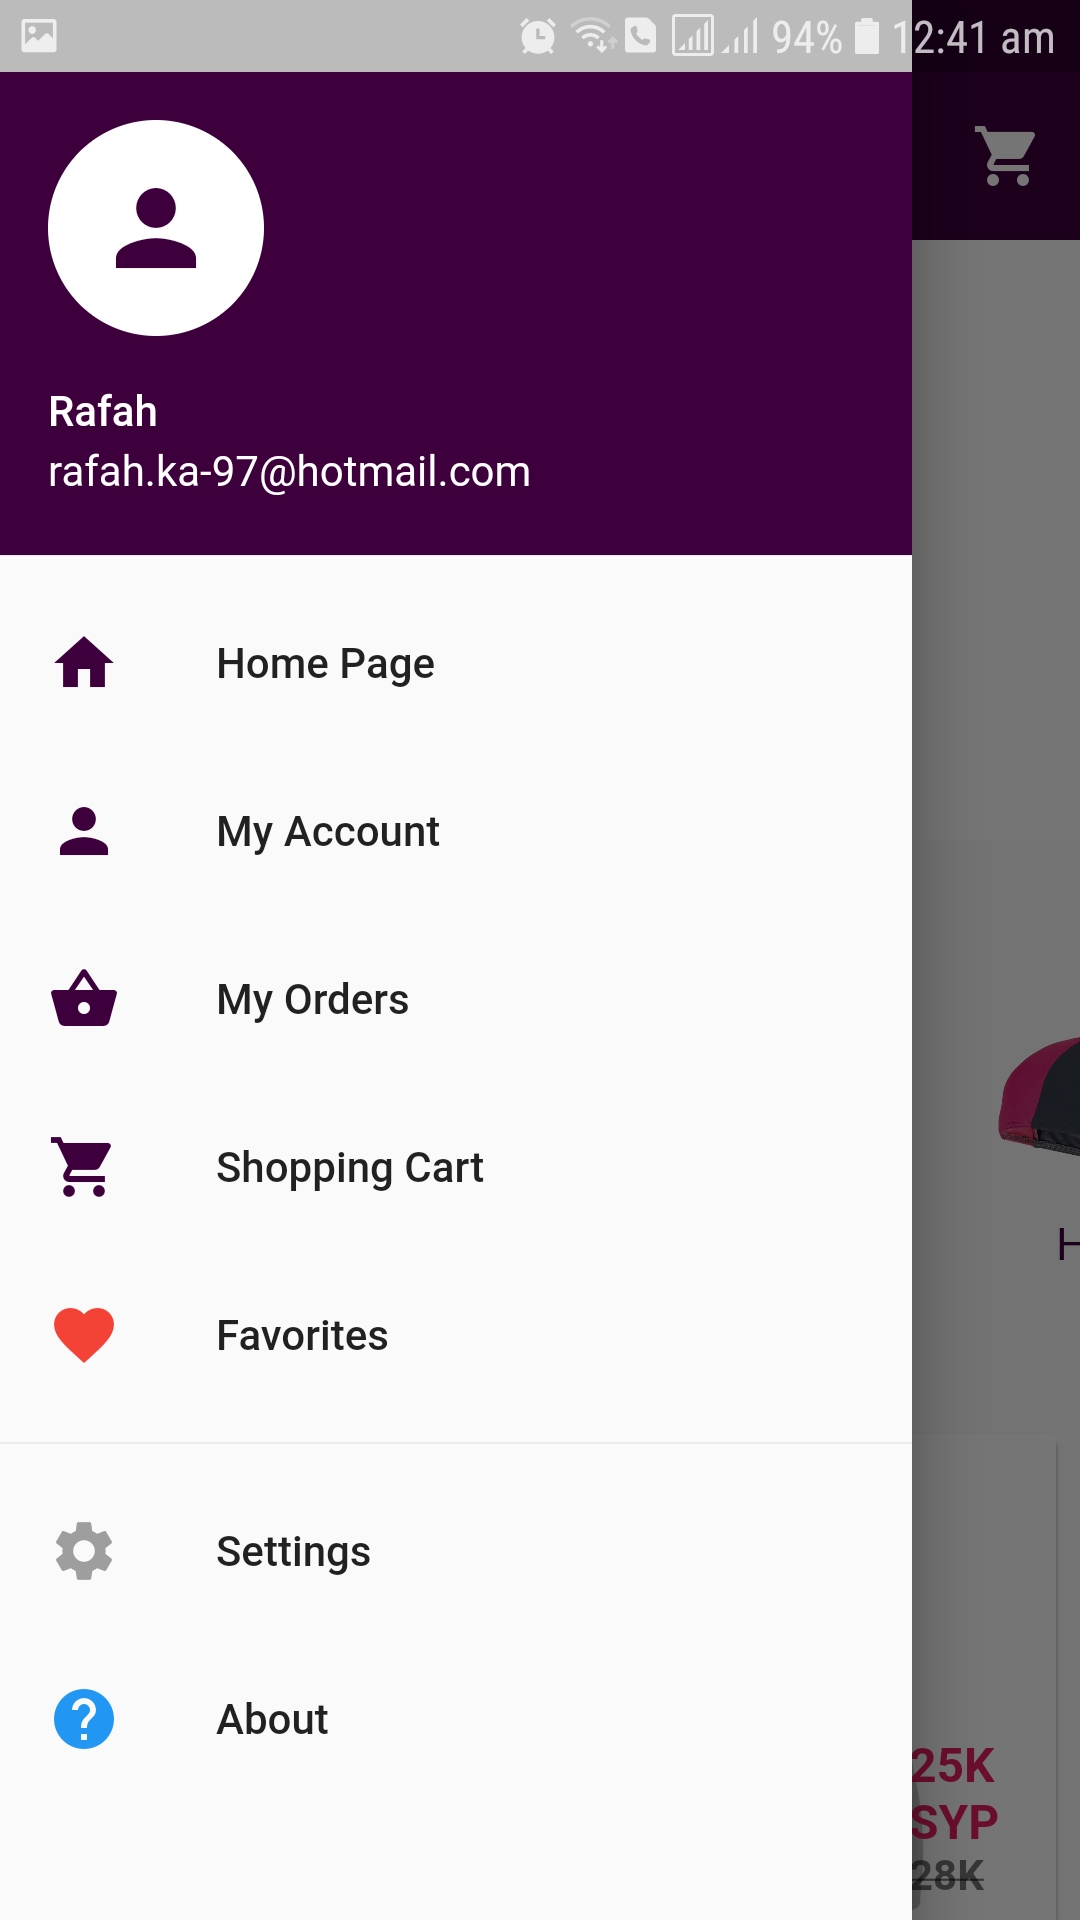 94% 12:41 am
Rafah
rafah.ka-97@hotmail.com
Home Page
My Account
My Orders
Shopping Cart
Favorites
Settings
About
H
25K
SYP
28K